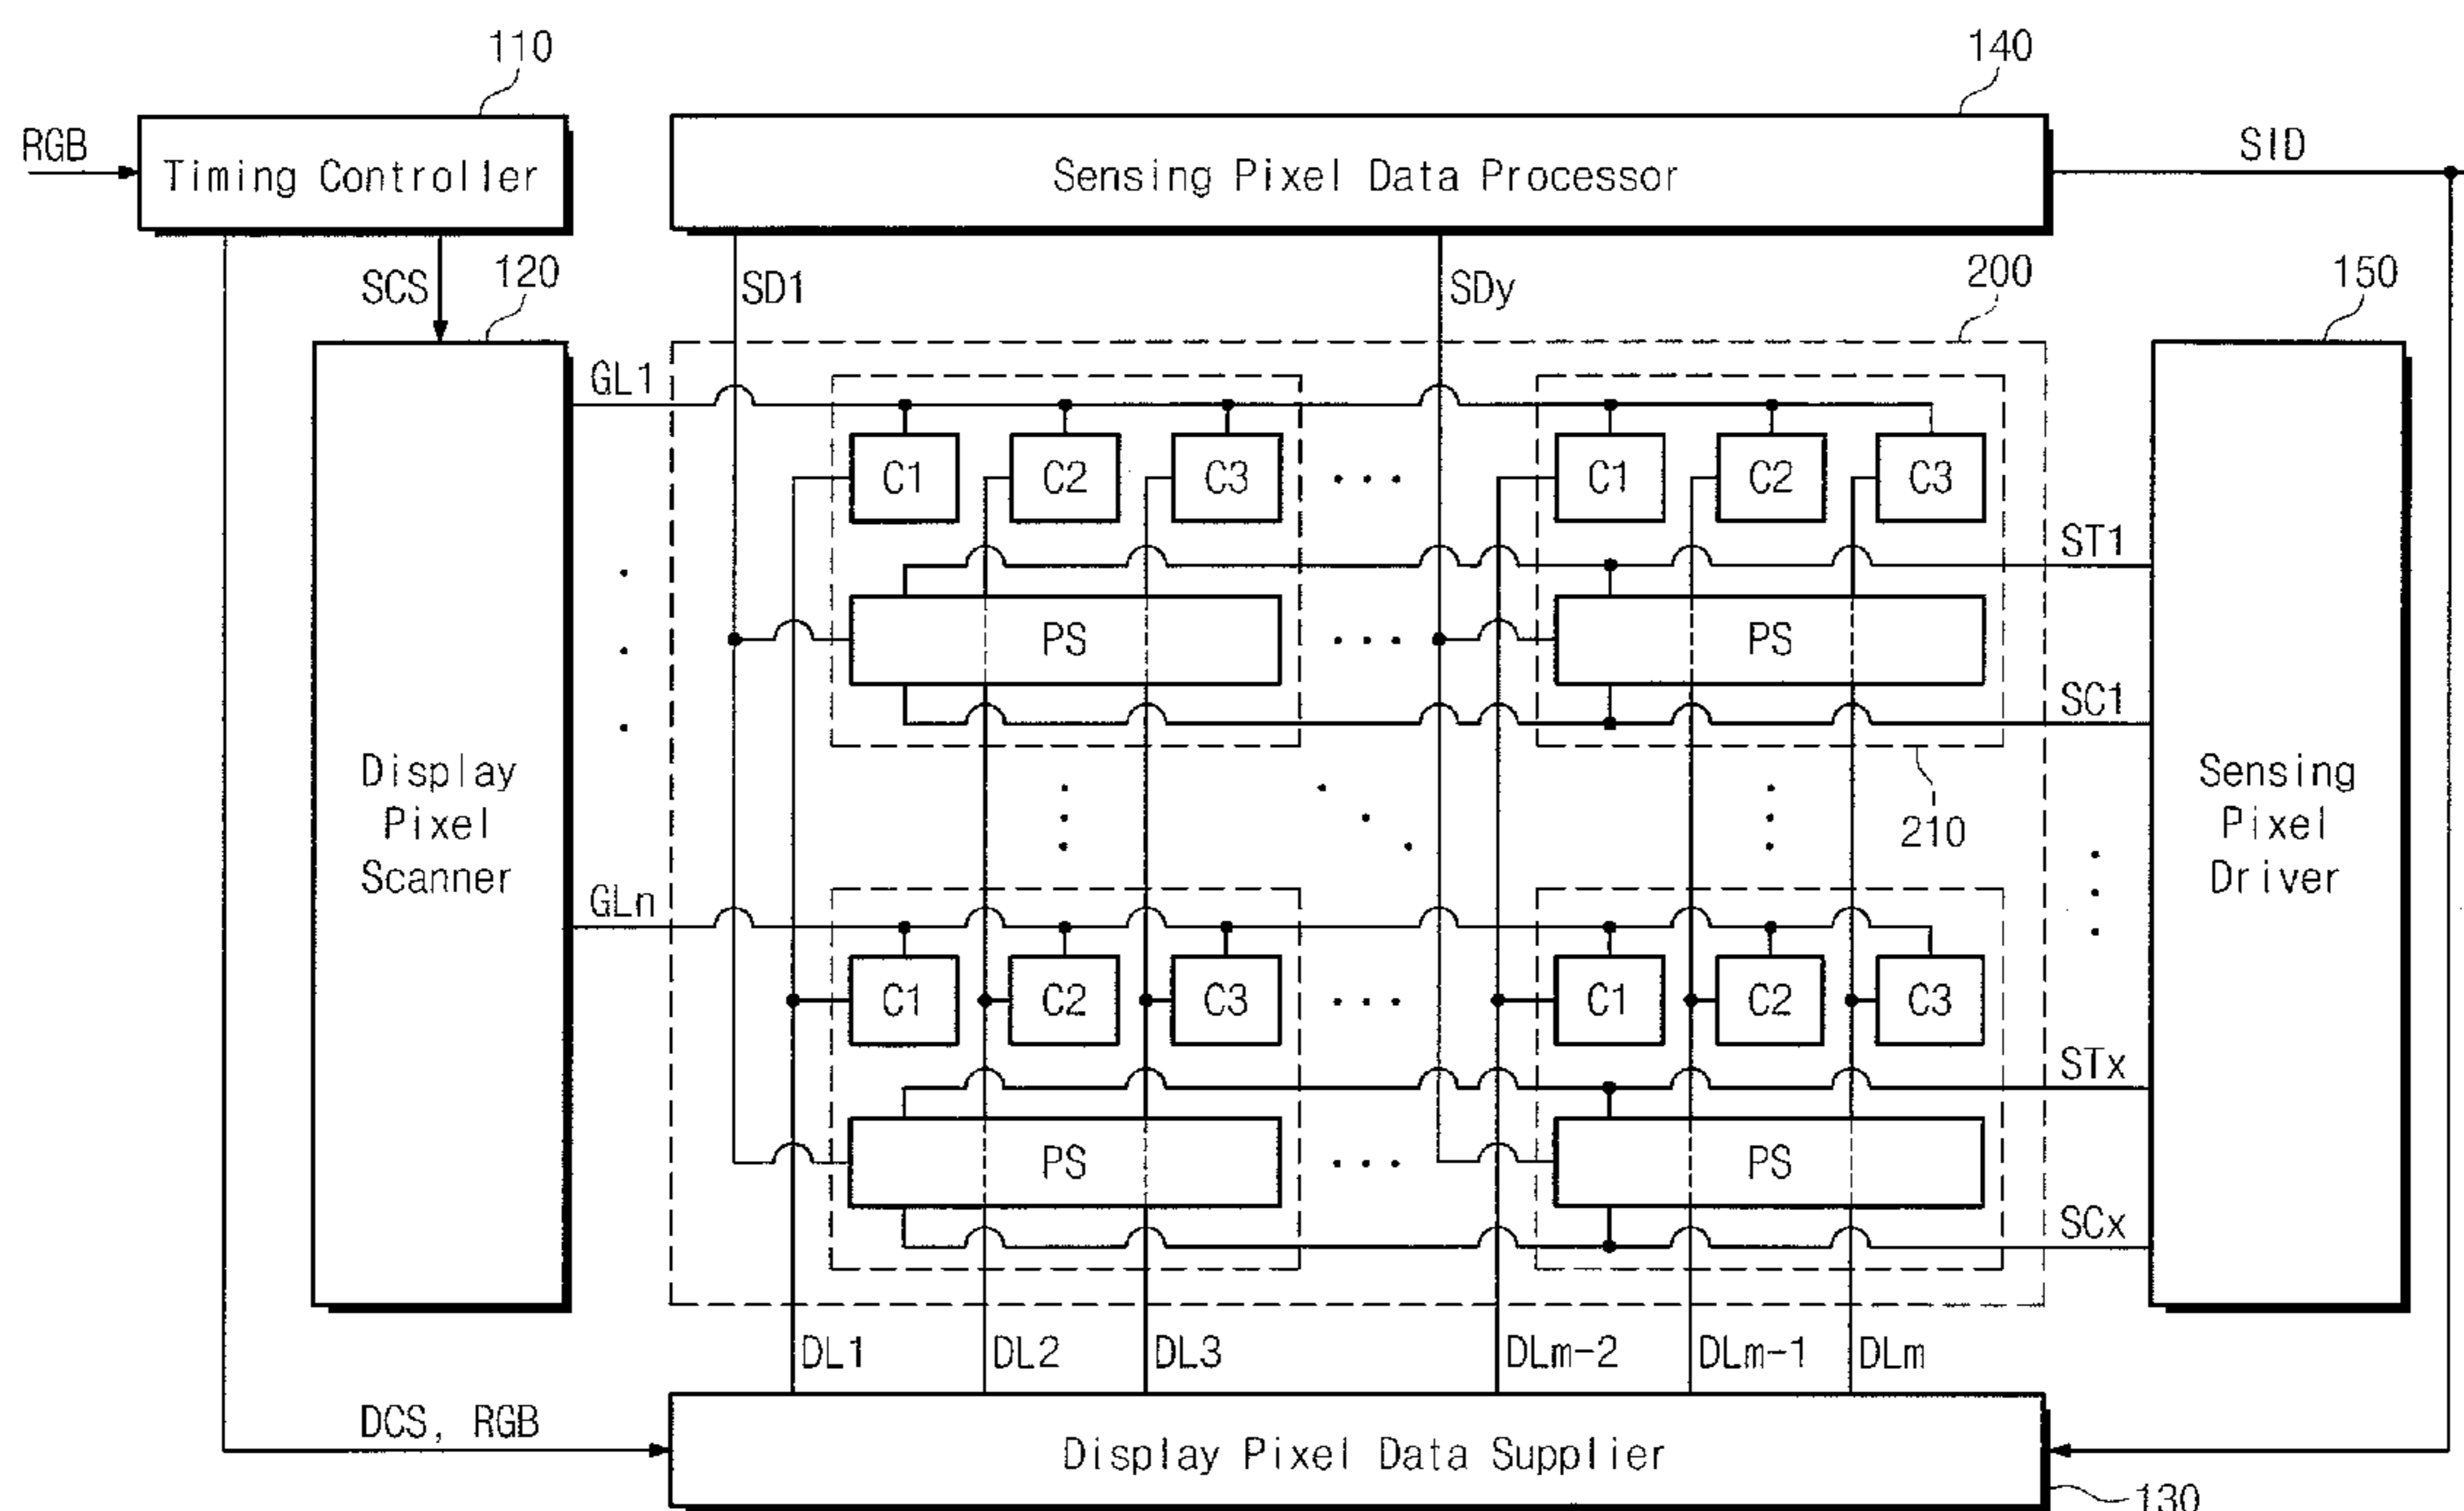 110
140
RGB
Timing Controller
Sensing Pixel Data Processor
SID
SCS
120
SD1
SDy
200
150
GL1
C1
C2
C3
...
C1
C2
C3
ST1
PS
...
PS
SC1
Display
Pixel
Scanner
Sensing
Pixel
Driver
210
GLn
C1
C2
C3
...
C1
C2
C3
STx
PS
...
PS
SCx
DL1
DL2
DL3
DLm-2
DLm-1
DLm
DCS, RGB
Display Pixel Data Supplier
130